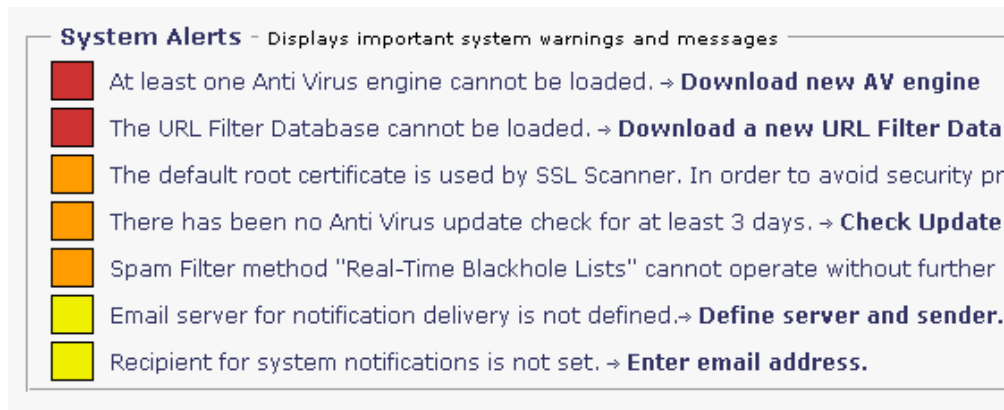 System Alerts - Displays important system warnings and messages
At least one Anti Virus engine cannot be loaded. → Download new AV engine
The URL Filter Database cannot be loaded. → Download a new URL Filter Data
The default root certificate is used by SSL Scanner. In order to avoid security pr
There has been no Anti Virus update check for at least 3 days. → Check Update
Spam Filter method "Real-Time Blackhole Lists" cannot operate without further
Email server for notification delivery is not defined.→ Define server and sender.
Recipient for system notifications is not set. → Enter email address.